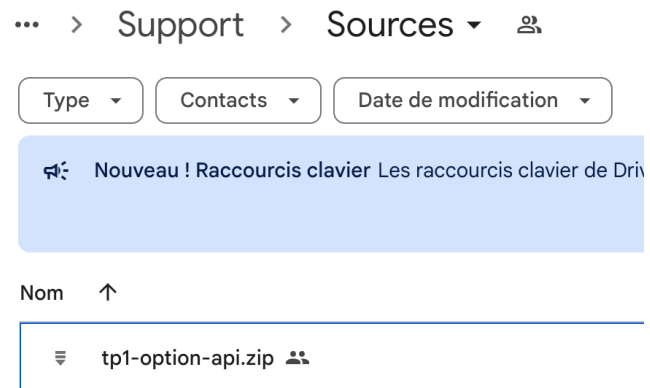 ... > Support > Sources
Type Contacts Date de modification
Nouveau ! Raccourcis clavier Les raccourcis clavier de
Nom ↑
tp1-option-api.zip